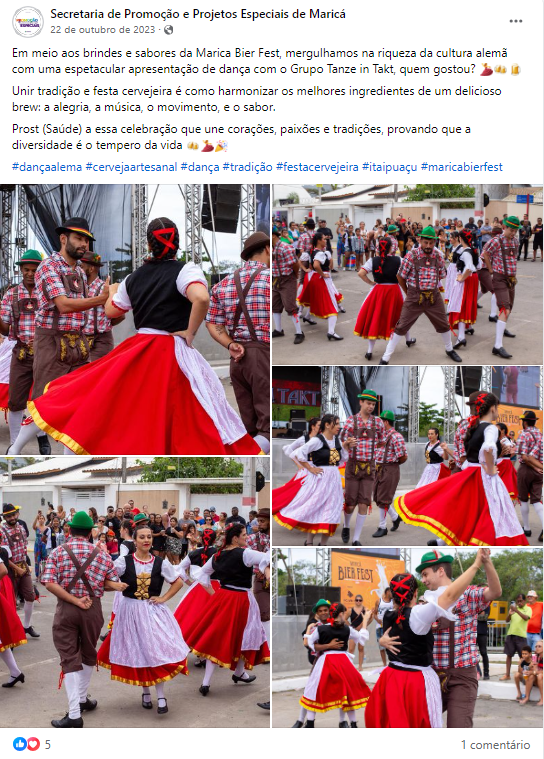 Secretaria de Promoção e Projetos Especiais de Maricá
22 de outubro de 2023 ·
Em meio aos brindes e sabores da Marica Bier Fest, mergulhamos na riqueza da cultura alemã
com uma espetacular apresentação de dança com o Grupo Tanze in Takt, quem gostou? 💃🍻🍺
Unir tradição e festa cervejeira é como harmonizar os melhores ingredientes de um delicioso
brew: a alegria, a música, o movimento, e o sabor.
Prost (Saúde) a essa celebração que une corações, paixões e tradições, provando que a
diversidade é o tempero da vida 🍻💃🎉
#dançaalema #cervejaartesanal #dança #tradição #festacervejeira #itaipuaçu #maricabierfest
TAKT
BIER FEST
BIER FEST
5
1 comentário